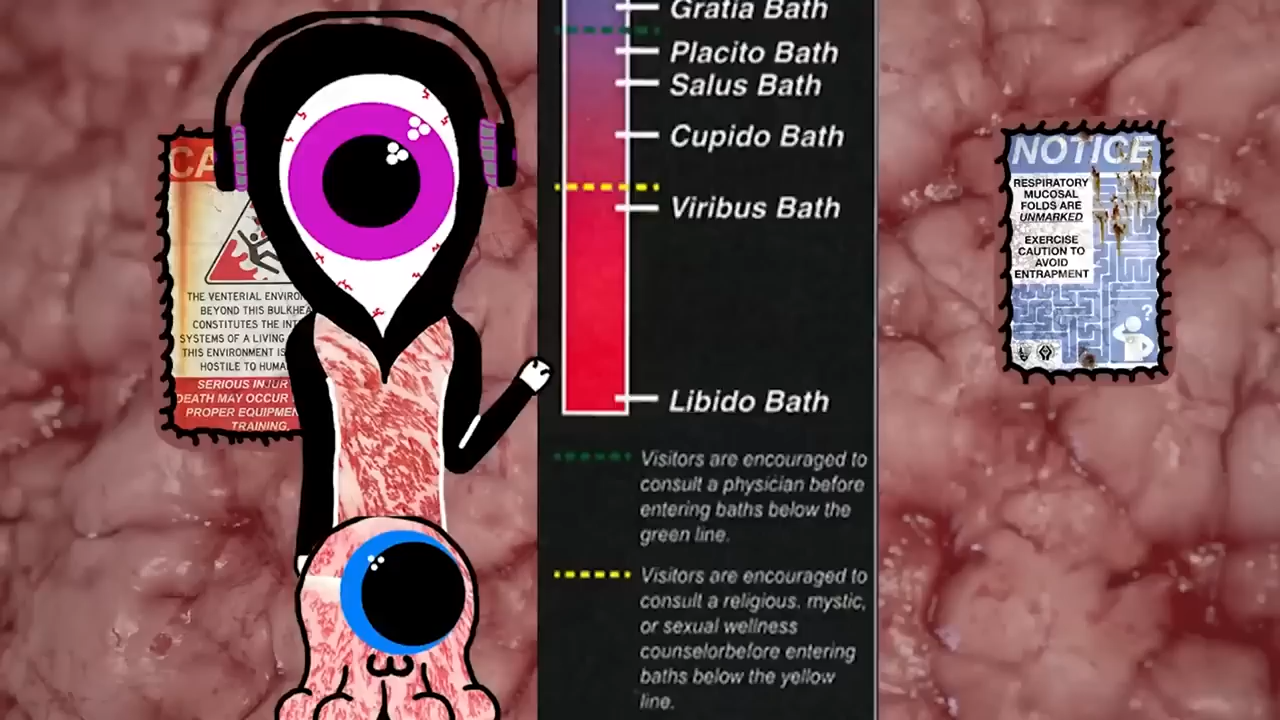 CA
THE VENTERIAL ENVIRON
BEYOND THIS BULKHEA
CONSTITUTES THE INT
SYSTEMS OF A LIVING
THIS ENVIRONMENT IS
HOSTILE TO HUMA
SERIOUS INJUR
DEATH MAY OCCUR
PROPER EQUIPMEN
TRAINING.
Gratia Bath
Placito Bath
Salus Bath
Cupido Bath
Viribus Bath
Libido Bath
Visitors are encouraged to
consult a physician before
entering baths below the
green line.
Visitors are encouraged to
consult a religious, mystic,
or sexual wellness
counselorbefore entering
baths below the yellow
line.
NOTICE
RESPIRATORY
MUCOSAL
FOLDS ARE
UNMARKED
EXERCISE
CAUTION TO
AVOID
ENTRAPMENT
?